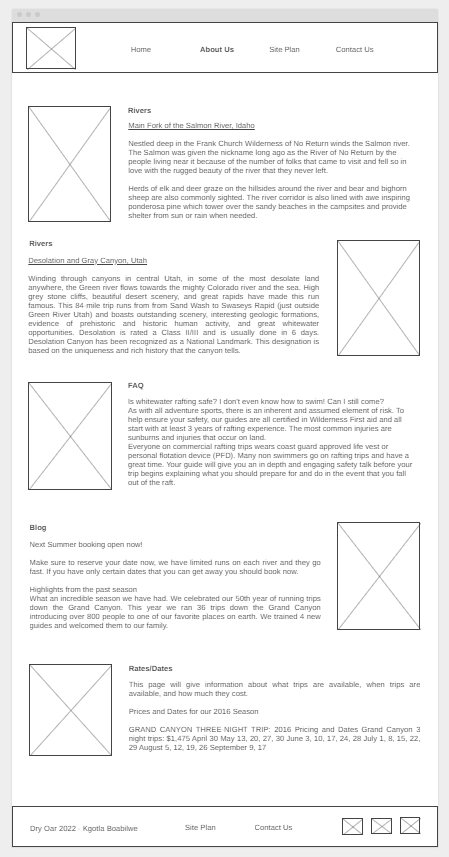 Home About Us Site Plan Contact Us
Rivers
Main Fork of the Salmon River, Idaho
Nestled deep in the Frank Church Wilderness of No Return winds the Salmon river.
The Salmon was given the nickname long ago as the River of No Return by the
people living near it because of the number of folks that came to visit and fell so in
love with the rugged beauty of the river that they never left.
Herds of elk and deer graze on the hillsides around the river and bear and bighorn
sheep are also commonly sighted. The river corridor is also lined with awe inspiring
ponderosa pine which tower over the sandy beaches in the campsites and provide
shelter from sun or rain when needed.
Rivers
Desolation and Gray Canyon, Utah
Winding through canyons in central Utah, in some of the most desolate land
anywhere, the Green river flows towards the mighty Colorado river and the sea. High
grey stone cliffs, beautiful desert scenery, and great rapids have made this run
famous. This 84 mile trip runs from from Sand Wash to Swaseys Rapid (just outside
Green River Utah) and boasts outstanding scenery, interesting geologic formations,
evidence of prehistoric and historic human activity, and great whitewater
opportunities. Desolation is rated a Class II/III and is usually done in 6 days.
Desolation Canyon has been recognized as a National Landmark. This designation is
based on the uniqueness and rich history that the canyon tells.
FAQ
Is whitewater rafting safe? I don't even know how to swim! Can I still come?
As with all adventure sports, there is an inherent and assumed element of risk. To
help ensure your safety, our guides are all certified in Wilderness First aid and all
start with at least 3 years of rafting experience. The most common injuries are
sunburns and injuries that occur on land.
Everyone on commercial rafting trips wears coast guard approved life vest or
personal flotation device (PFD). Many non swimmers go on rafting trips and have a
great time. Your guide will give you an in depth and engaging safety talk before your
trip begins explaining what you should prepare for and do in the event that you fall
out of the raft.
Blog
Next Summer booking open now!
Make sure to reserve your date now, we have limited runs on each river and they go
fast. If you have only certain dates that you can get away you should book now.
Highlights from the past season
What an incredible season we have had. We celebrated our 50th year of running trips
down the Grand Canyon. This year we ran 36 trips down the Grand Canyon
introducing over 800 people to one of our favorite places on earth. We trained 4 new
guides and welcomed them to our family.
Rates/Dates
This page will give information about what trips are available, when trips are
available, and how much they cost.
Prices and Dates for our 2016 Season
GRAND CANYON THREE-NIGHT TRIP: 2016 Pricing and Dates Grand Canyon 3
night trips: $1,475 April 30 May 13, 20, 27, 30 June 3, 10, 17, 24, 28 July 1, 8, 15, 22,
29 August 5, 12, 19, 26 September 9, 17
Dry Oar 2022 · Kgotla Boabilwe Site Plan Contact Us